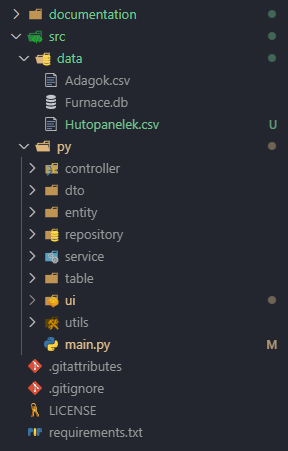 documentation
src
data
Adagok.csv
Furnace.db
Hutopanelek.csv U
py
controller
dto
entity
repository
service
table
ui
utils
main.py M
.gitattributes
.gitignore
LICENSE
requirements.txt